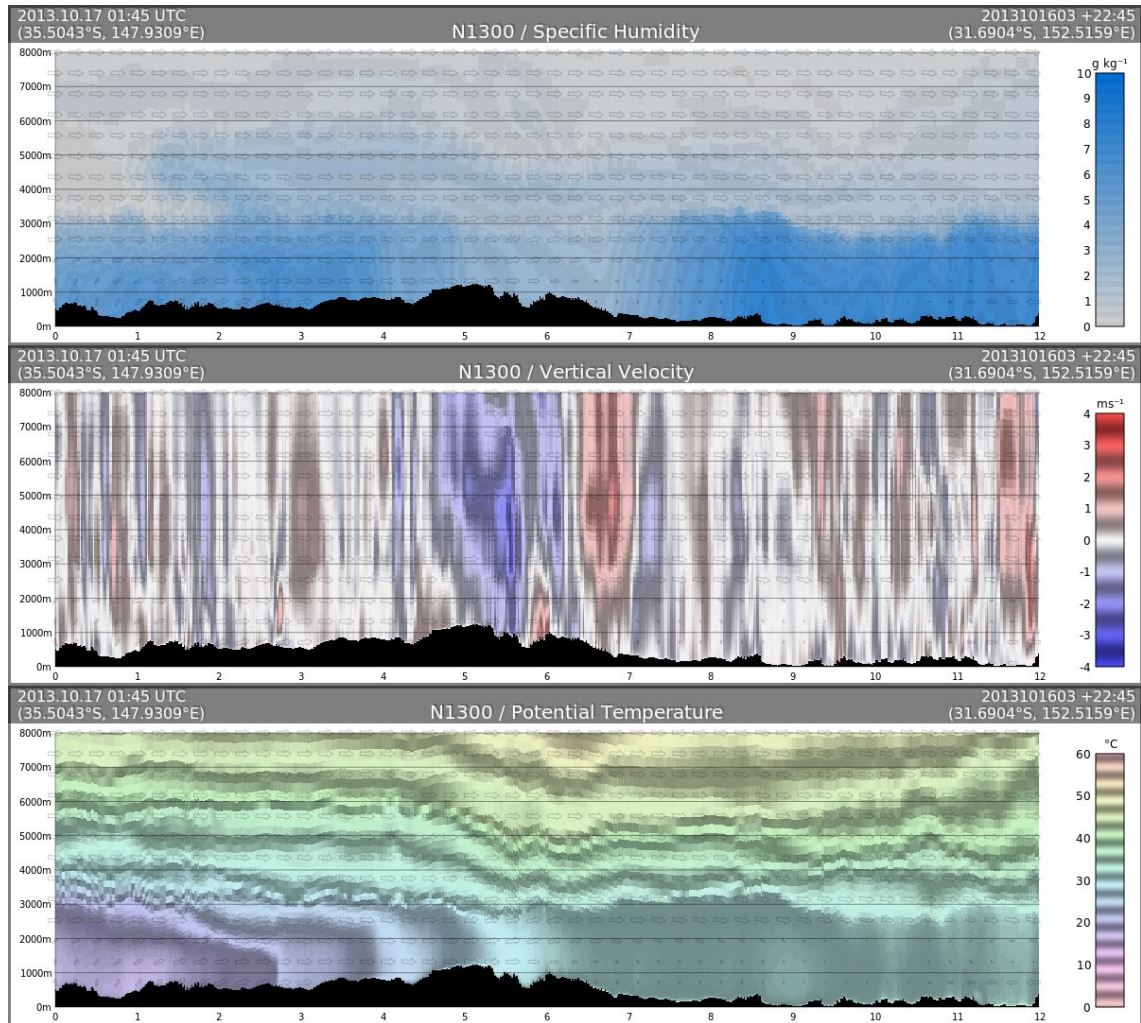 2013.10.17 01:45 UTC
(35.5043°S, 147.9309°E)
N1300 / Specific Humidity
2013101603 +22:45
(31.6904°S, 152.5159°E)
8000m
7000m
6000m
5000m
4000m
3000m
2000m
1000m
0m
0 1 2 3 4 5 6 7 8 9 10 11 12
g kg⁻¹
10
9
8
7
6
5
4
3
2
1
0
2013.10.17 01:45 UTC
(35.5043°S, 147.9309°E)
N1300 / Vertical Velocity
2013101603 +22:45
(31.6904°S, 152.5159°E)
8000m
7000m
6000m
5000m
4000m
3000m
2000m
1000m
0m
0 1 2 3 4 5 6 7 8 9 10 11 12
ms⁻¹
4
3
2
1
0
-1
-2
-3
-4
2013.10.17 01:45 UTC
(35.5043°S, 147.9309°E)
N1300 / Potential Temperature
2013101603 +22:45
(31.6904°S, 152.5159°E)
8000m
7000m
6000m
5000m
4000m
3000m
2000m
1000m
0m
0 1 2 3 4 5 6 7 8 9 10 11 12
°C
60
50
40
30
20
10
0